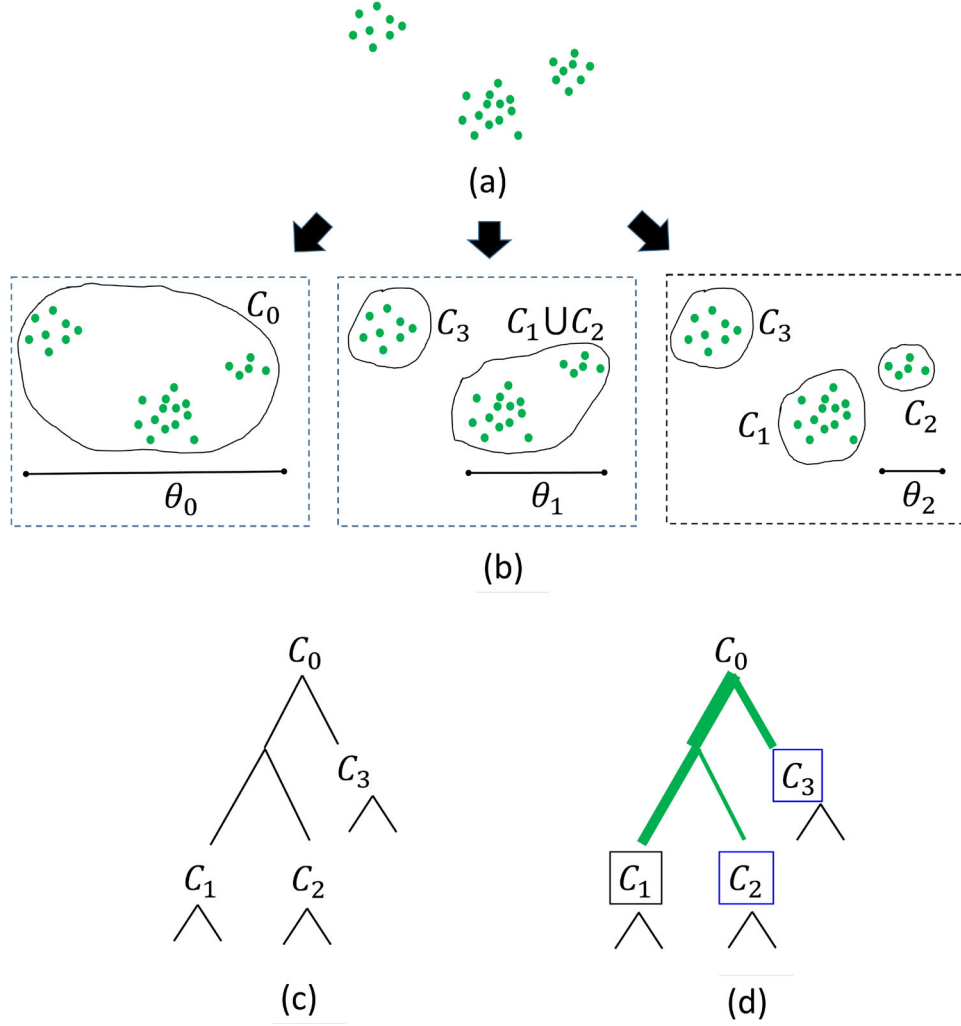 (a)
C₀
θ₀
C₃
C₁⋃C₂
θ₁
C₃
C₁
C₂
θ₂
(b)
C₀
C₃
C₁
C₂
(c)
C₀
C₃
C₁
C₂
(d)